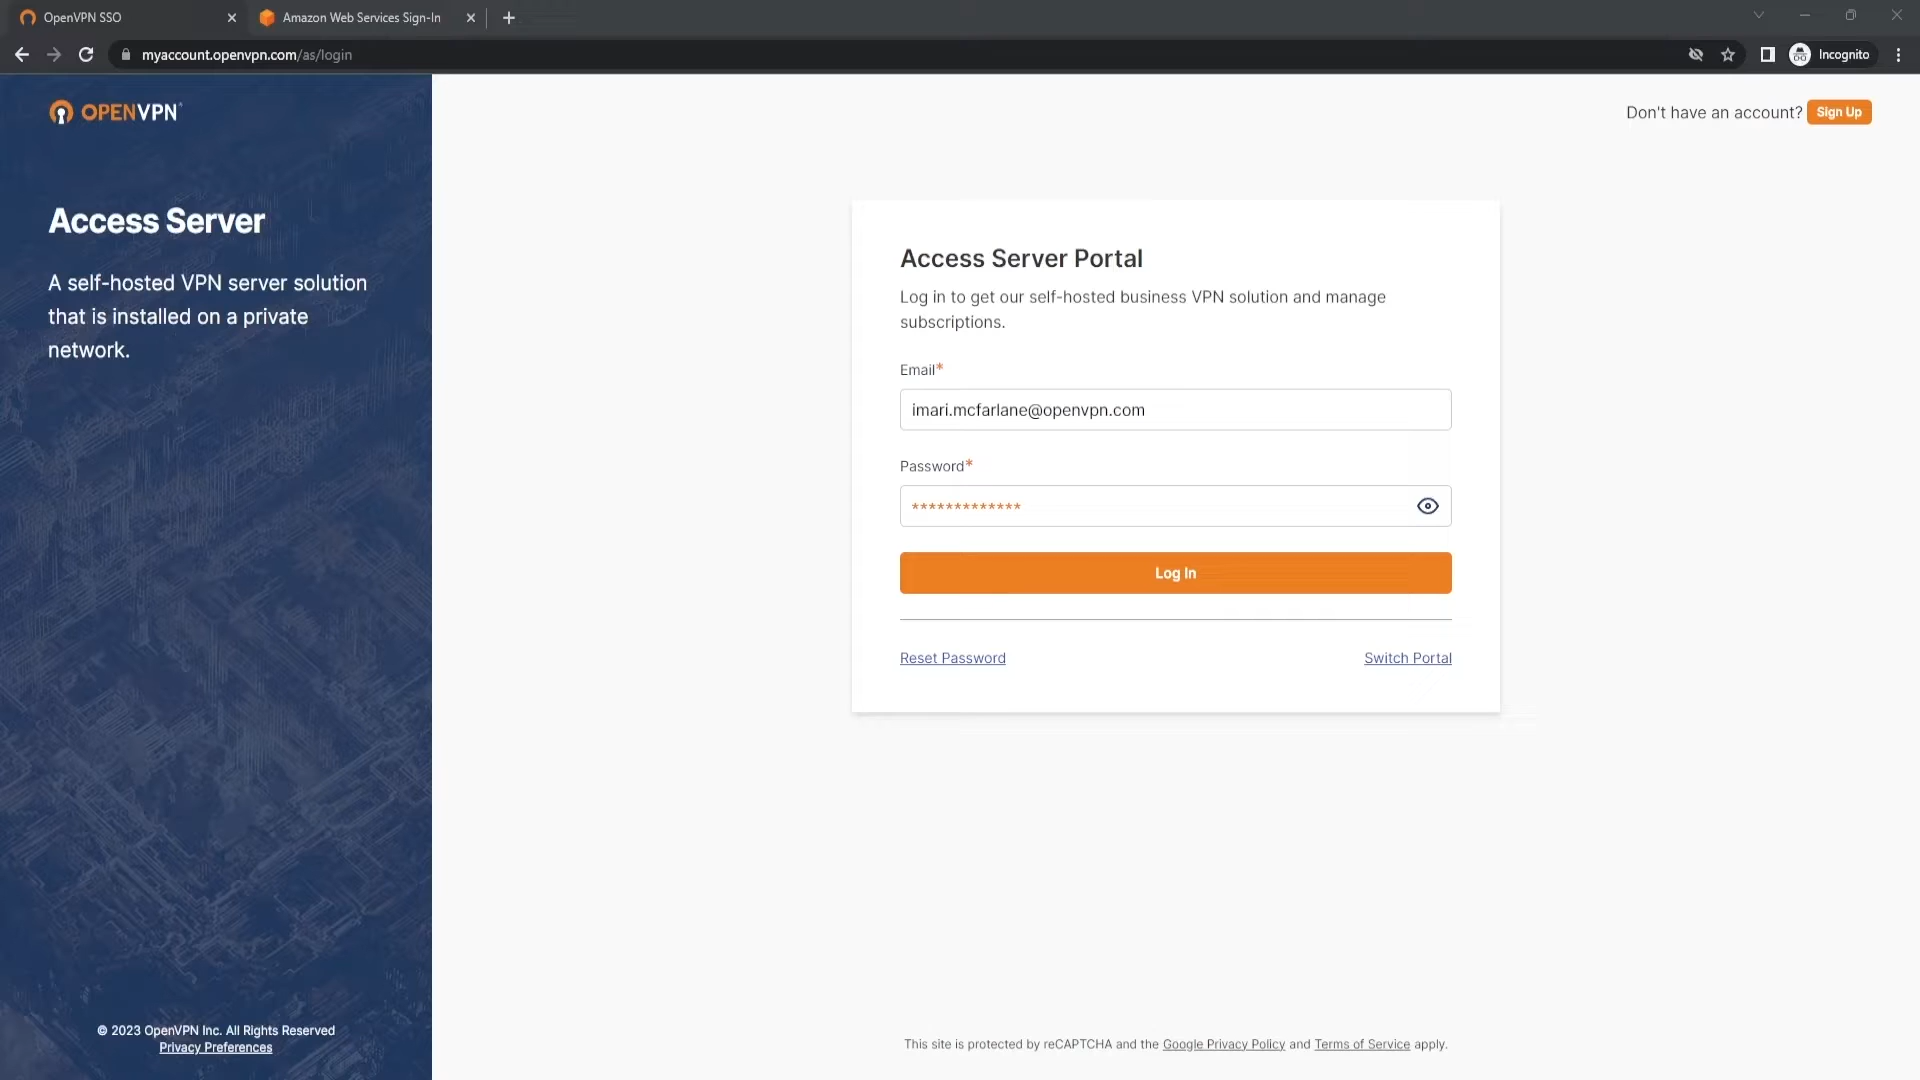 OpenVPN SSO
Amazon Web Services Sign-In
myaccount.openvpn.com/as/login
Incognito
OPENVPN
Don't have an account? Sign Up
Access Server
A self-hosted VPN server solution
that is installed on a private
network.
Access Server Portal
Log in to get our self-hosted business VPN solution and manage
subscriptions.
Email*
imari.mcfarlane@openvpn.com
Password*
*************
Log In
Reset Password
Switch Portal
© 2023 OpenVPN Inc. All Rights Reserved
Privacy Preferences
This site is protected by reCAPTCHA and the Google Privacy Policy and Terms of Service apply.